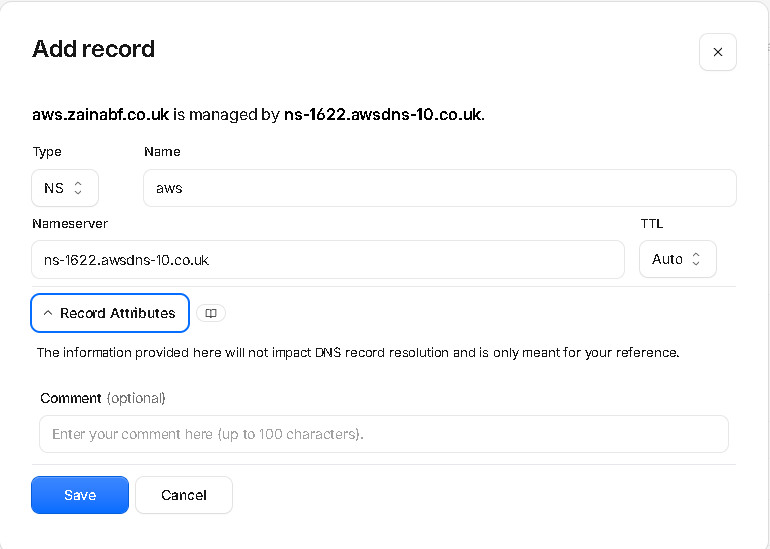 Add record
aws.zainabf.co.uk is managed by ns-1622.awsdns-10.co.uk.
Type
Name
NS
aws
Nameserver
TTL
ns-1622.awsdns-10.co.uk
Auto
Record Attributes
The information provided here will not impact DNS record resolution and is only meant for your reference.
Comment (optional)
Enter your comment here (up to 100 characters).
Save
Cancel